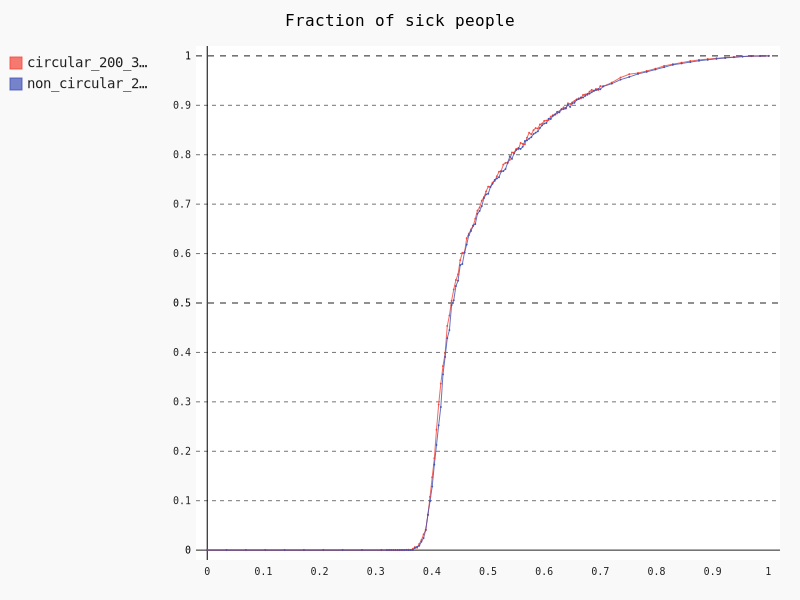 Fraction of sick people
circular_200_3…
non_circular_2…
1
0.9
0.8
0.7
0.6
0.5
0.4
0.3
0.2
0.1
0
0 0.1 0.2 0.3 0.4 0.5 0.6 0.7 0.8 0.9 1